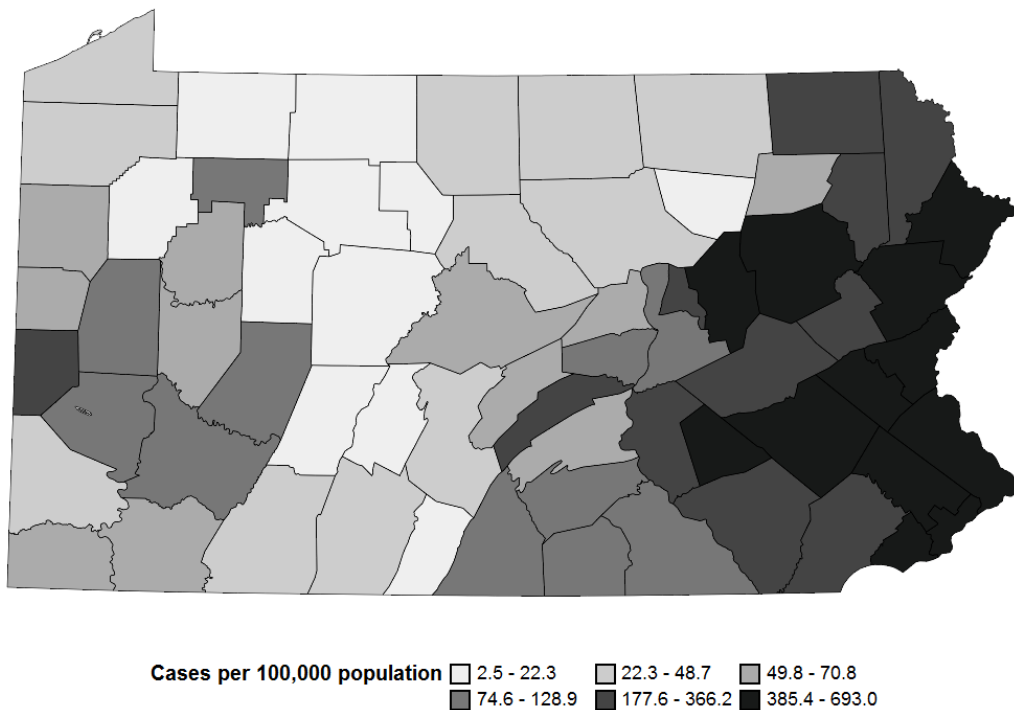 Cases per 100,000 population 2.5 - 22.3 22.3 - 48.7 49.8 - 70.8
74.6 - 128.9 177.6 - 366.2 385.4 - 693.0